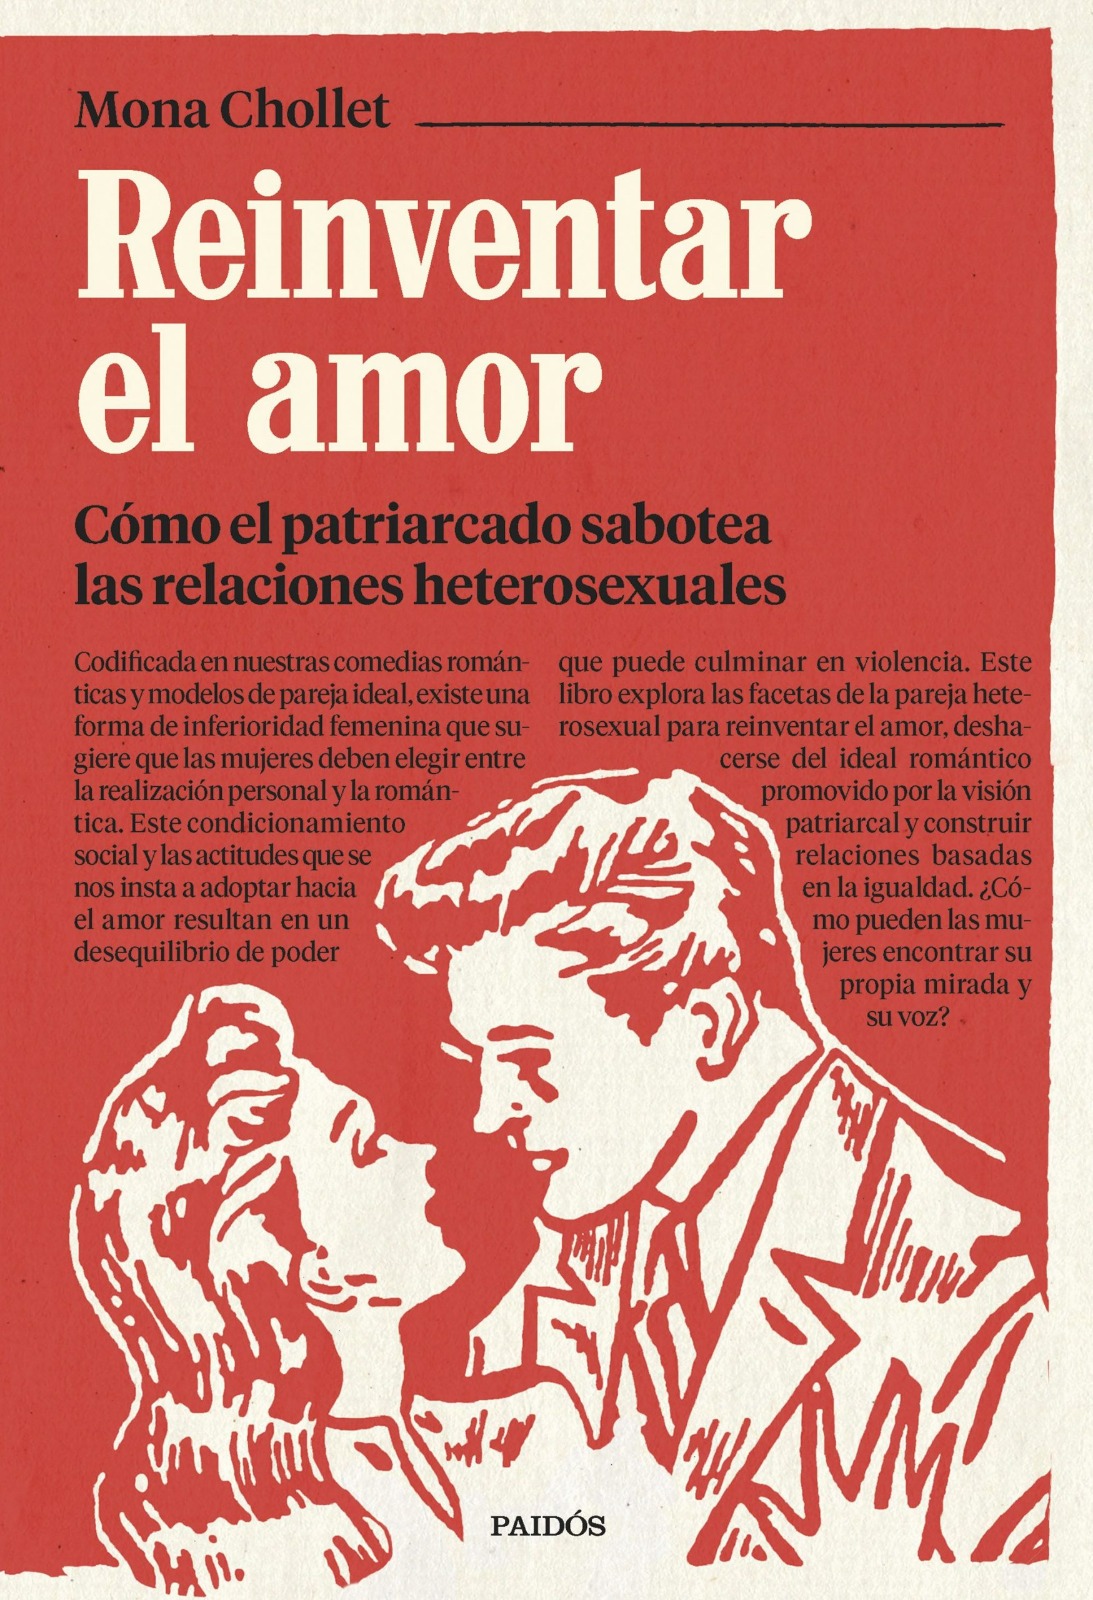 Mona Chollet
Reinventar
el amor
Cómo el patriarcado sabotea
las relaciones heterosexuales
Codificada en nuestras comedias román-
ticas y modelos de pareja ideal, existe una
forma de inferioridad femenina que su-
giere que las mujeres deben elegir entre
la realización personal y la román-
tica. Este condicionamiento
social y las actitudes que se
nos insta a adoptar hacia
el amor resultan en un
desequilibrio de poder
que puede culminar en violencia. Este
libro explora las facetas de la pareja hete-
rosexual para reinventar el amor, desha-
cerse del ideal romántico
promovido por la visión
patriarcal y construir
relaciones basadas
en la igualdad. ¿Có-
mo pueden las mu-
jeres encontrar su
propia mirada y
su voz?
PAIDÓS